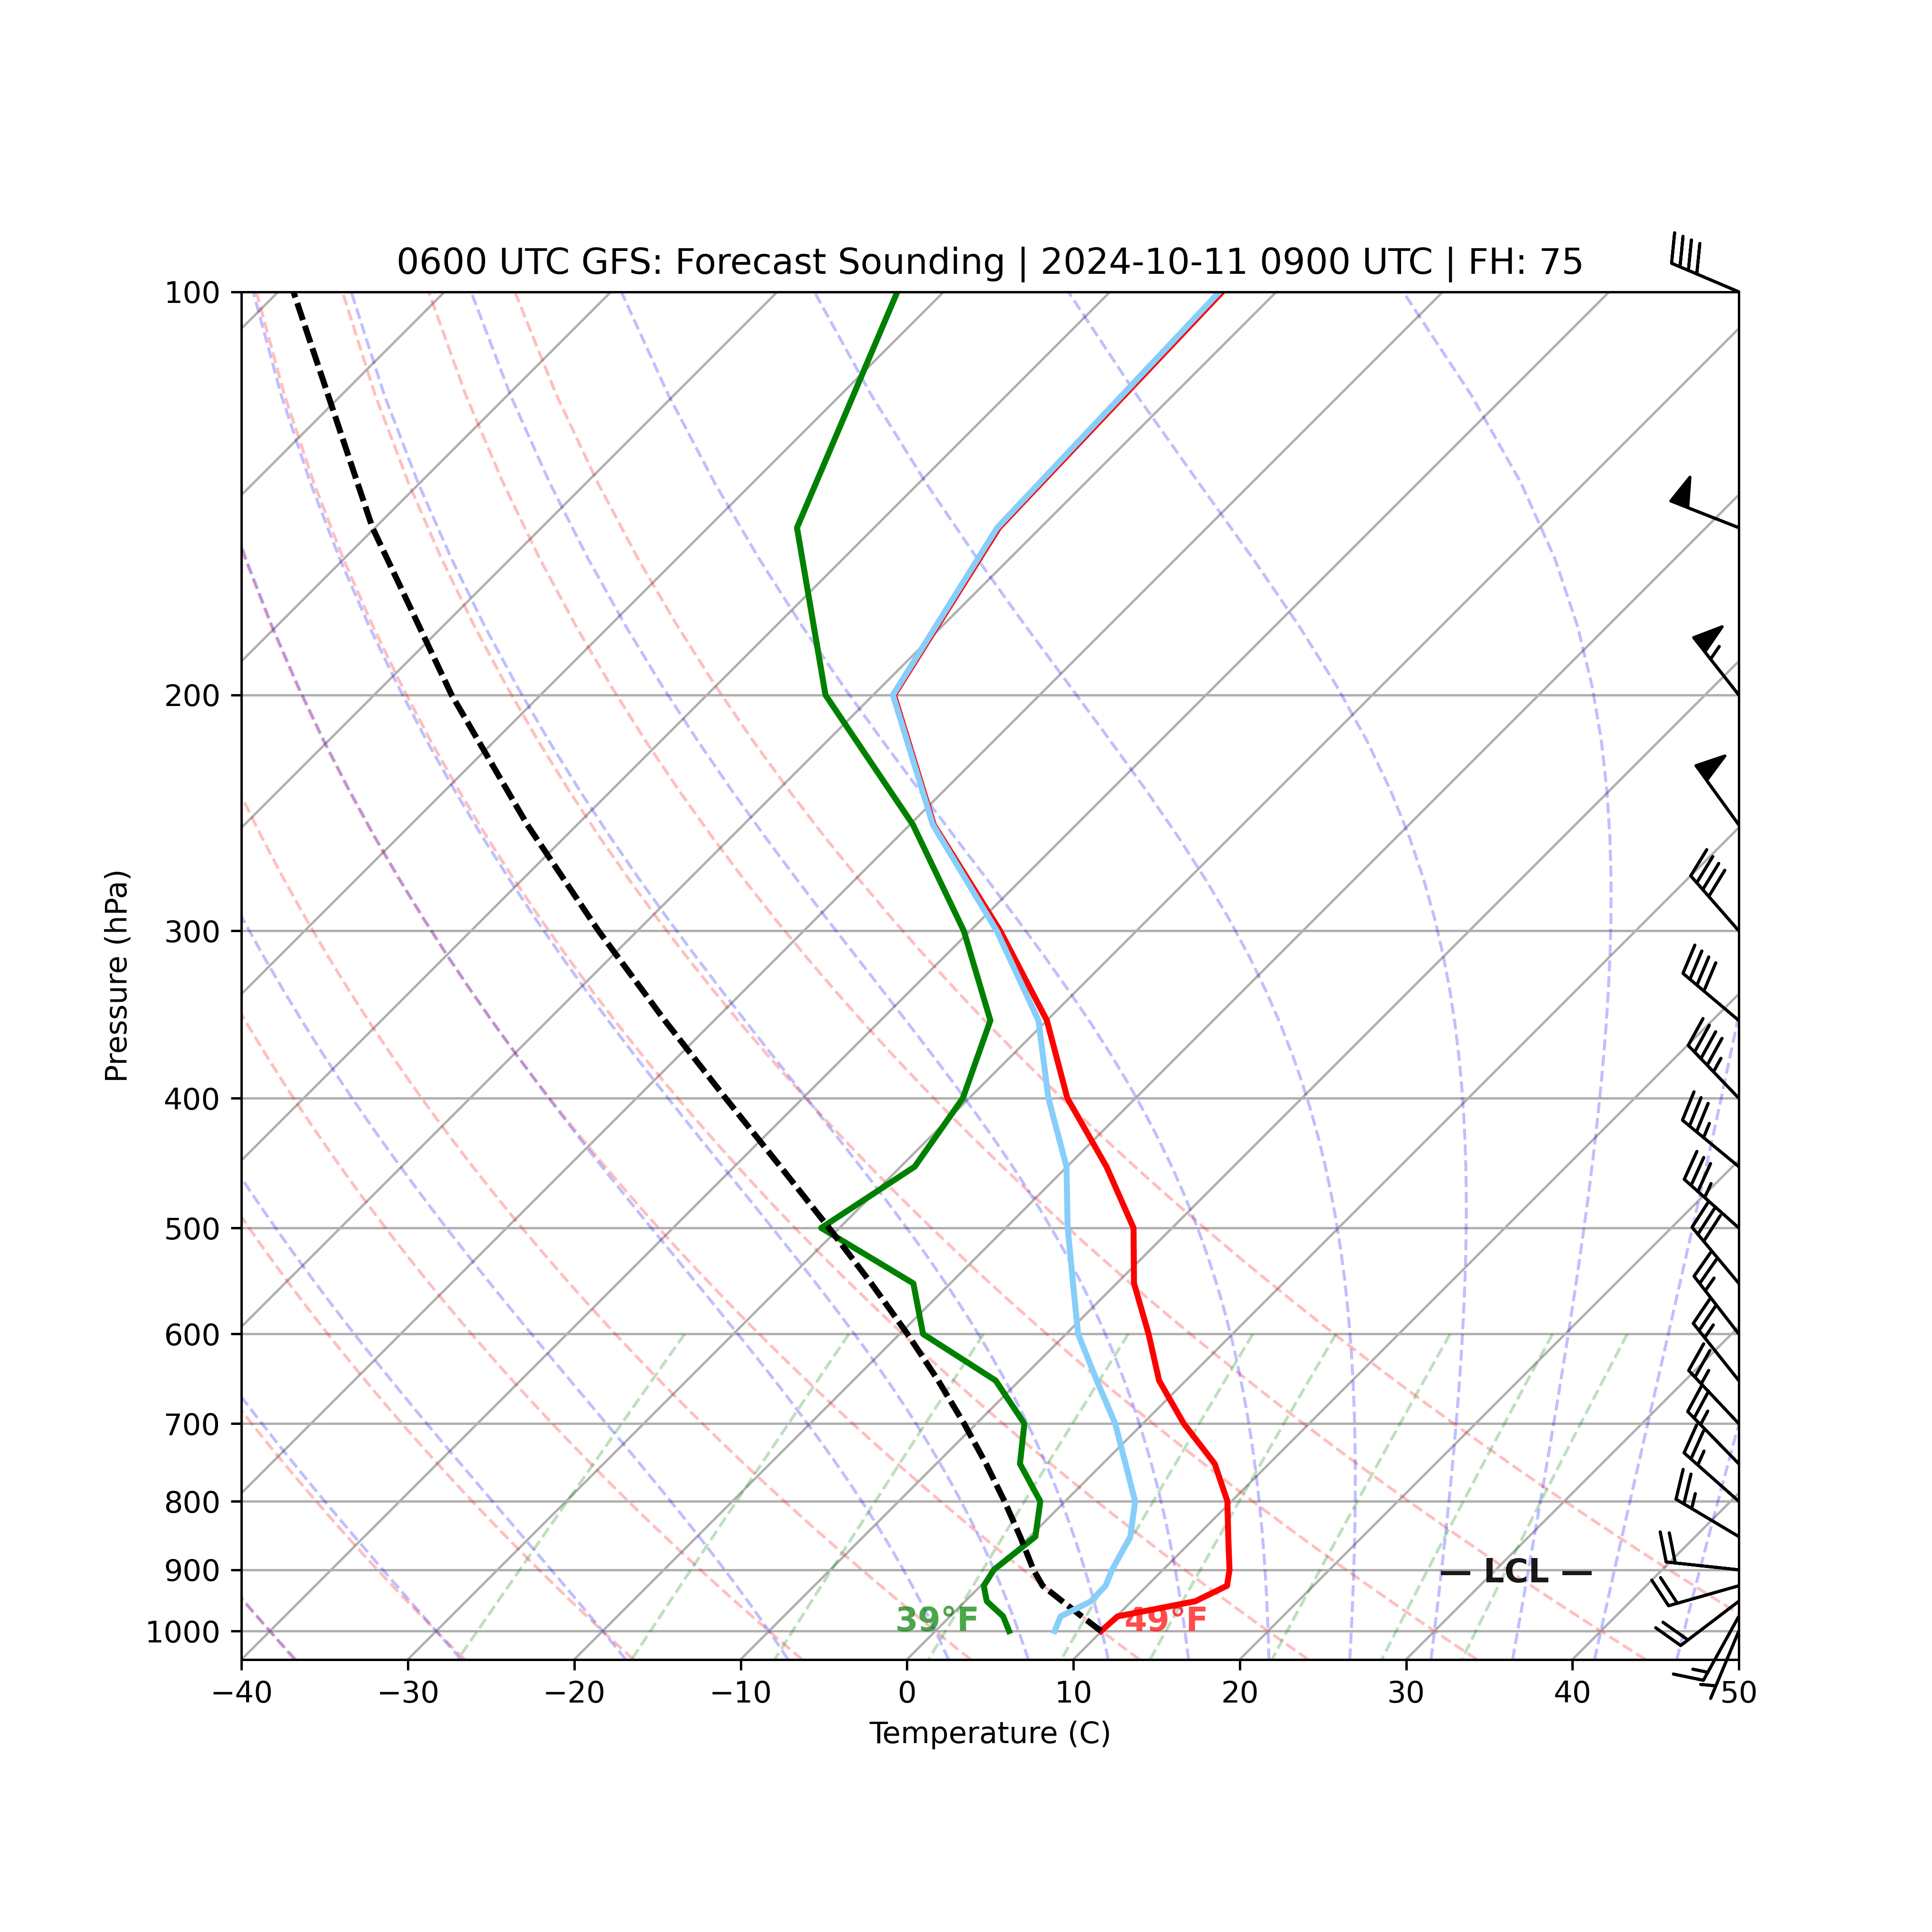 0600 UTC GFS: Forecast Sounding | 2024-10-11 0900 UTC | FH: 75
100
200
300
400
500
600
700
800
900
1000
Pressure (hPa)
— LCL —
39°F
49°F
−40 −30 −20 −10 0 10 20 30 40 50
Temperature (C)